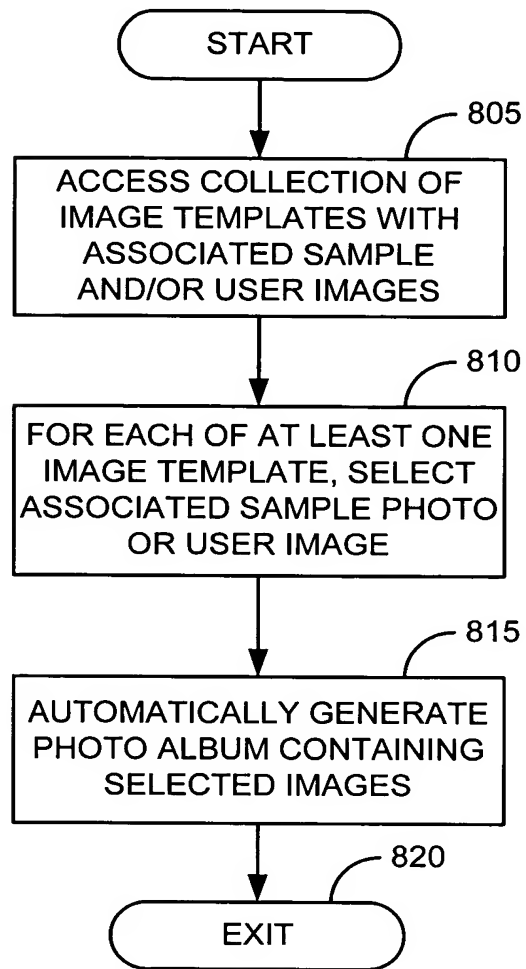 START
805
ACCESS COLLECTION OF
IMAGE TEMPLATES WITH
ASSOCIATED SAMPLE
AND/OR USER IMAGES
810
FOR EACH OF AT LEAST ONE
IMAGE TEMPLATE, SELECT
ASSOCIATED SAMPLE PHOTO
OR USER IMAGE
815
AUTOMATICALLY GENERATE
PHOTO ALBUM CONTAINING
SELECTED IMAGES
820
EXIT